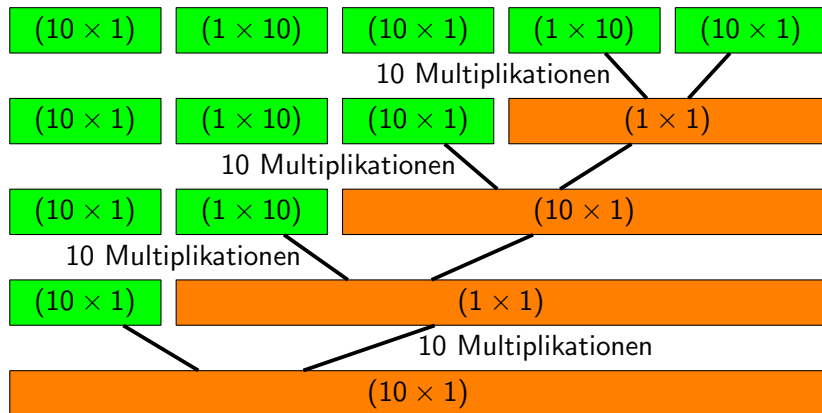 (10 × 1) (1 × 10) (10 × 1) (1 × 10) (10 × 1)
10 Multiplikationen
(10 × 1) (1 × 10) (10 × 1) (1 × 1)
10 Multiplikationen
(10 × 1) (1 × 10) (10 × 1)
10 Multiplikationen
(10 × 1) (1 × 1)
10 Multiplikationen
(10 × 1)